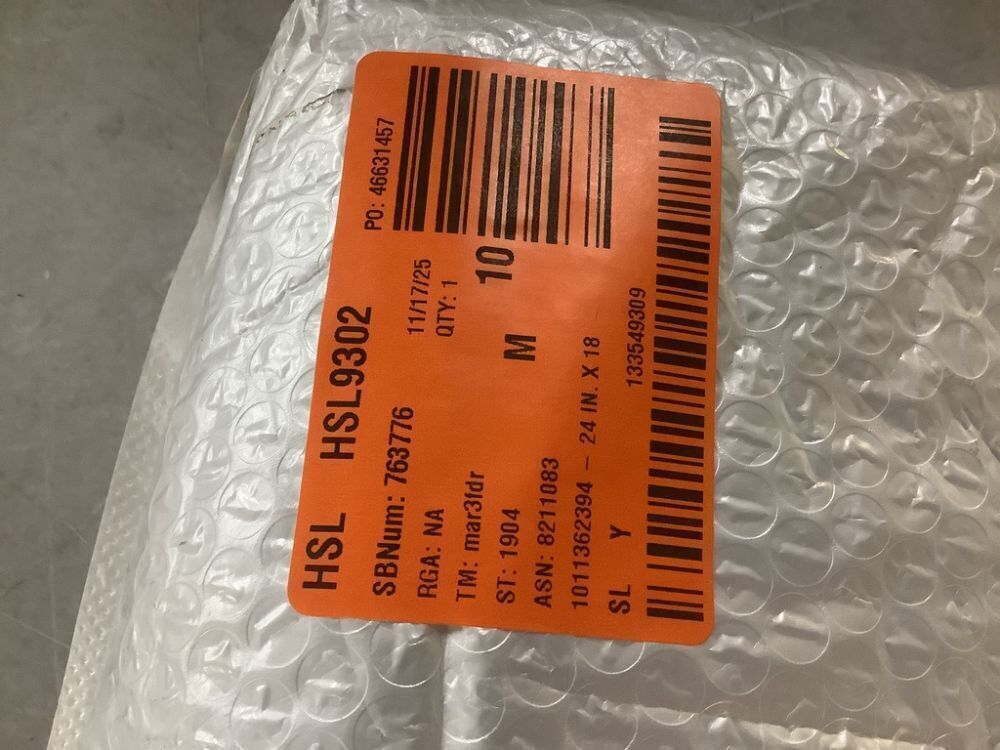 HSL HSL9302
PO: 46631457
SBNum: 763776
11/17/25
RGA: NA
QTY: 1
TM: mar3fdr
10
ST: 1904
M
ASN: 8211083
1011362394 – 24 IN. X 18
SL Y
133549309